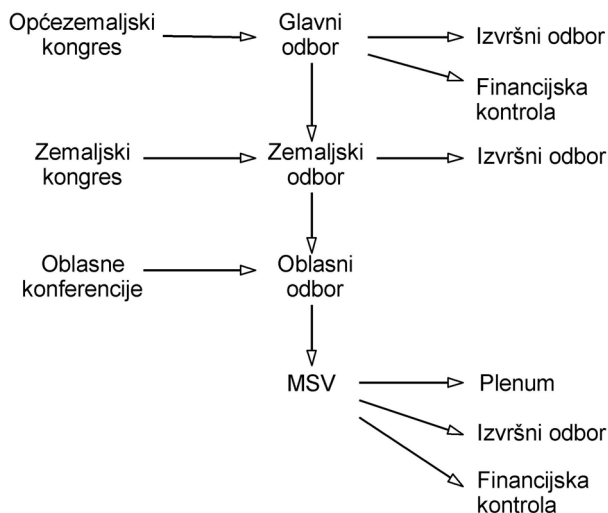 Općezemaljski
kongres
Glavni
odbor
Izvršni odbor
Financijska
kontrola
Zemaljski
kongres
Zemaljski
odbor
Izvršni odbor
Oblasne
konferencije
Oblasni
odbor
MSV
Plenum
Izvršni odbor
Financijska
kontrola